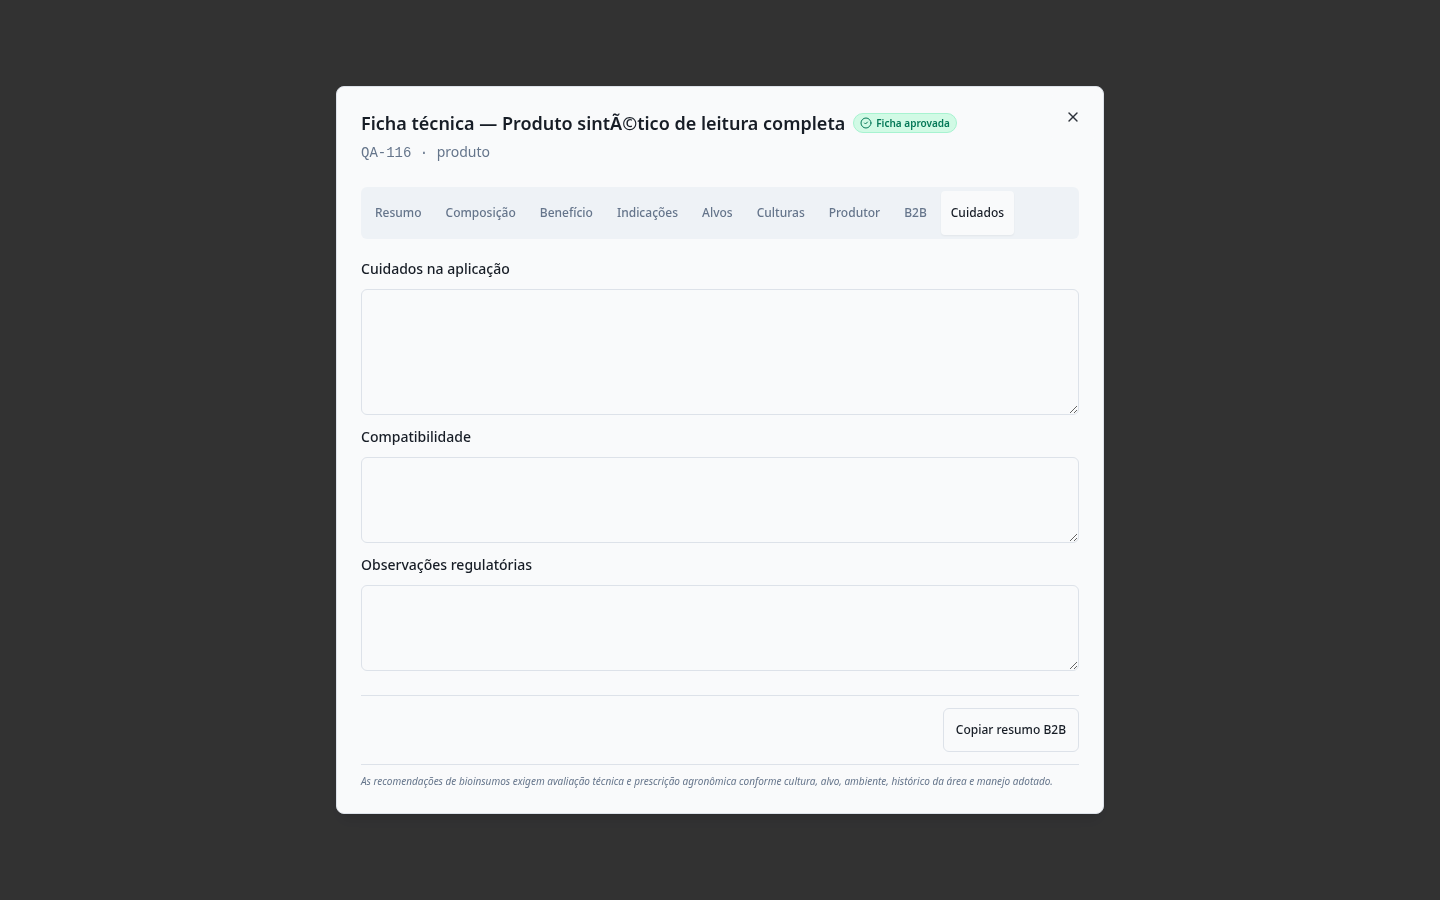 Ficha técnica — Produto sintÃ©tico de leitura completa
Ficha aprovada
QA-116 · produto
Resumo
Composição
Benefício
Indicações
Alvos
Culturas
Produtor
B2B
Cuidados
Cuidados na aplicação
Compatibilidade
Observações regulatórias
Copiar resumo B2B
As recomendações de bioinsumos exigem avaliação técnica e prescrição agronômica conforme cultura, alvo, ambiente, histórico da área e manejo adotado.